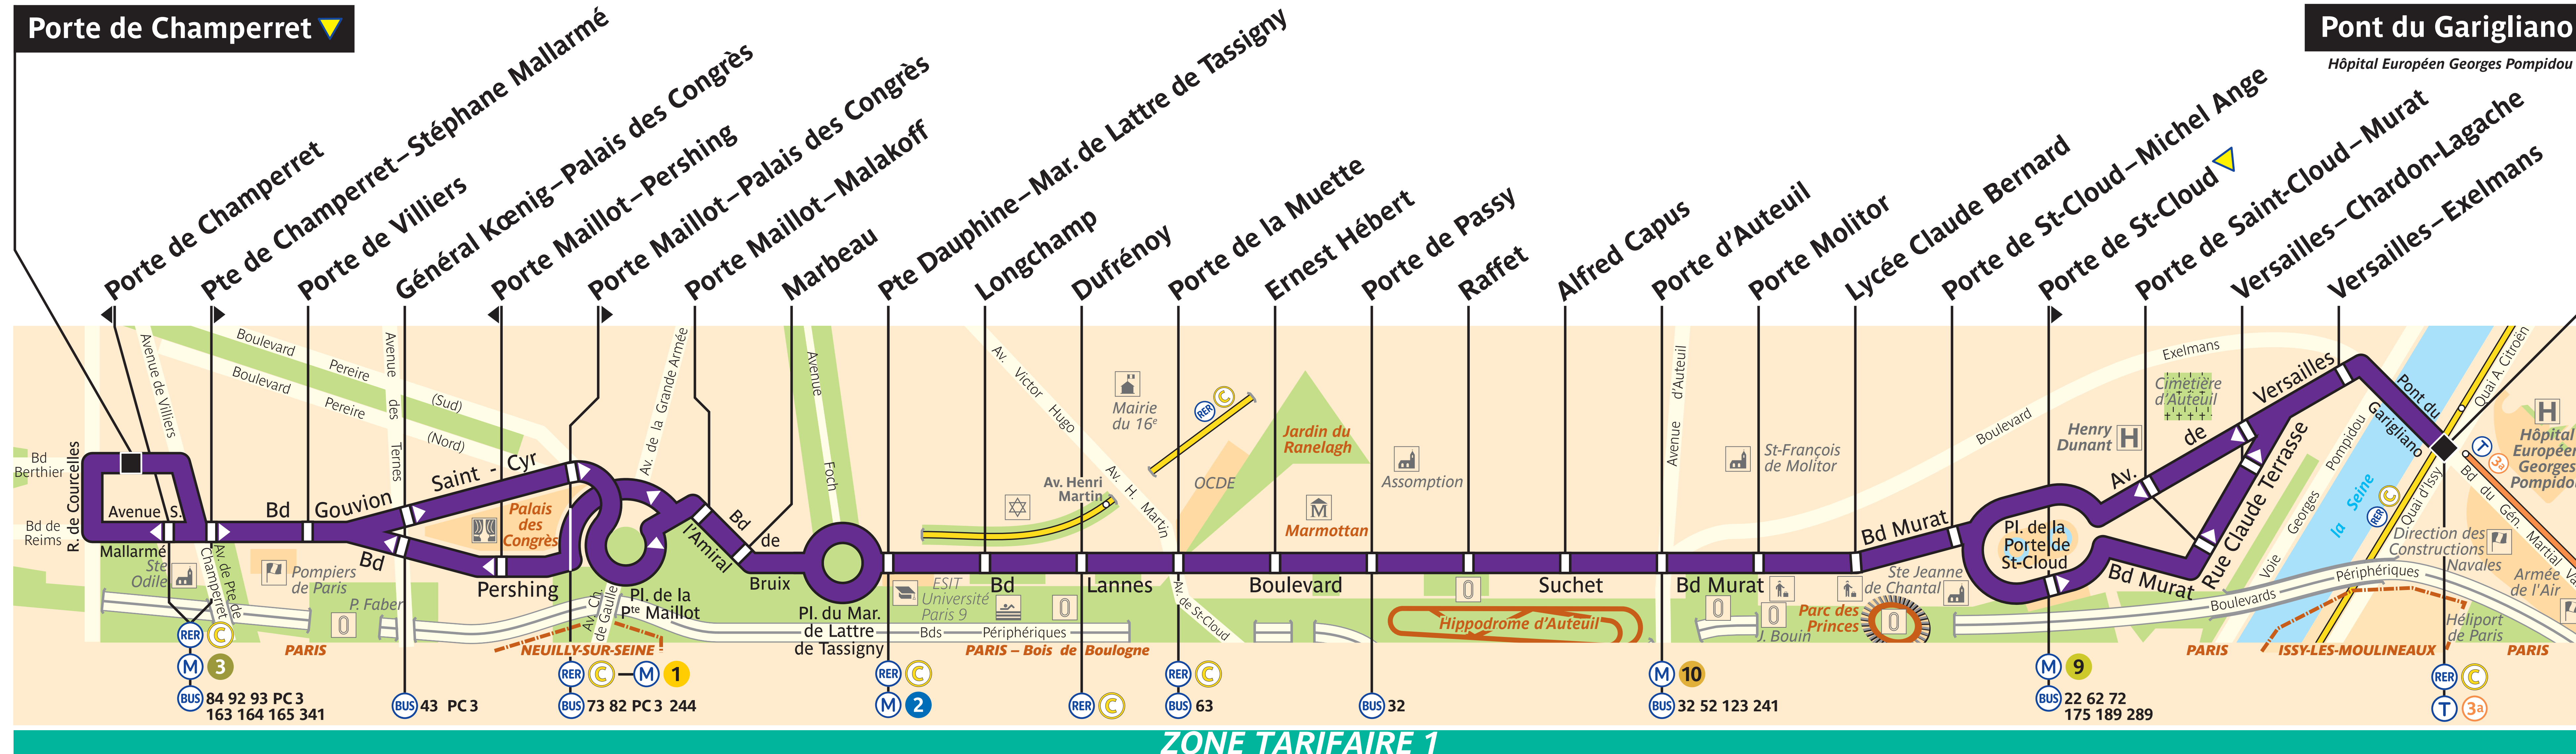 Porte de Champerret
Pont du Garigliano
Hôpital Européen Georges Pompidou
Porte de Champerret
Pte de Champerret–Stéphane Mallarmé
Porte de Villiers
Général Kœnig–Palais des Congrès
Porte Maillot–Pershing
Porte Maillot–Palais des Congrès
Porte Maillot–Malakoff
Marbeau
Pte Dauphine–Mar. de Lattre de Tassigny
Longchamp
Dufrénoy
Porte de la Muette
Ernest Hébert
Porte de Passy
Raffet
Alfred Capus
Porte d'Auteuil
Porte Molitor
Lycée Claude Bernard
Porte de St-Cloud–Michel Ange
Porte de St-Cloud
Porte de Saint-Cloud–Murat
Versailles–Chardon-Lagache
Versailles–Exelmans
Bd
Berthier
Bd de
Reims
R. de Courcelles
Avenue de Villiers
Avenue S.
Mallarmé
Ste
Odile
Av. de Pte de
Champerret
Boulevard Pereire (Sud)
Boulevard Pereire (Nord)
Bd Gouvion Saint - Cyr
Pompiers
de Paris
P. Faber
Avenue des Ternes
Bd Pershing
Palais
des
Congrès
Av. de la Grande Armée
Av. Ch.
de Gaulle
Pl. de la
Pte Maillot
Bd de
l'Amiral
Bruix
Avenue Foch
Pl. du Mar.
de Lattre
de Tassigny
ESIT
Université
Paris 9
Bds Périphériques
Bd Lannes
Av. Victor Hugo
Av. Henri
Martin
Av. H. Martin
Mairie
du 16e
RER C
OCDE
Av. de St-Cloud
Jardin du
Ranelagh
Marmottan
Boulevard Suchet
Assomption
Hippodrome d'Auteuil
Avenue d'Auteuil
Bd Murat
St-François
de Molitor
J. Bouin
Parc des
Princes
Ste Jeanne
de Chantal
Bd Murat
Boulevard Exelmans
Pl. de la
Porte de
St-Cloud
Henry
Dunant
H
Cimetière
d'Auteuil
Av. de Versailles
Bd Murat
Rue Claude Terrasse
Voie Georges Pompidou
la Seine
Pont du
Garigliano
Quai A. Citroën
Quai d'Issy
RER C
T 3a
Bd du Gén. Martial
H
Direction des
Constructions
Navales
Boulevards Périphériques
Armée
de l'Air
Héliport
de Paris
PARIS
NEUILLY-SUR-SEINE
PARIS – Bois de Boulogne
PARIS
ISSY-LES-MOULINEAUX
PARIS
RER C
M 3
BUS 84 92 93 PC 3
163 164 165 341
BUS 43 PC 3
RER C M 1
BUS 73 82 PC 3 244
RER C
M 2
RER C
RER C
BUS 63
BUS 32
M 10
BUS 32 52 123 241
M 9
BUS 22 62 72
175 189 289
RER C
T 3a
ZONE TARIFAIRE 1